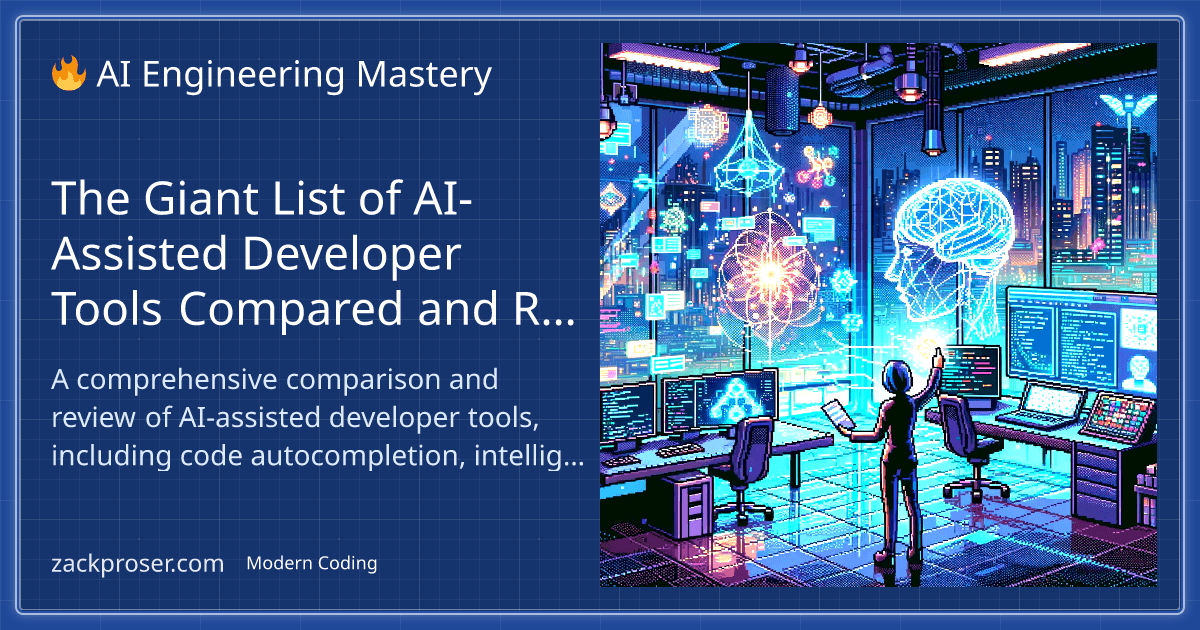 🔥 AI Engineering Mastery
The Giant List of AI-
Assisted Developer
Tools Compared and R...
A comprehensive comparison and
review of AI-assisted developer tools,
including code autocompletion, intellig...
zackproser.com Modern Coding